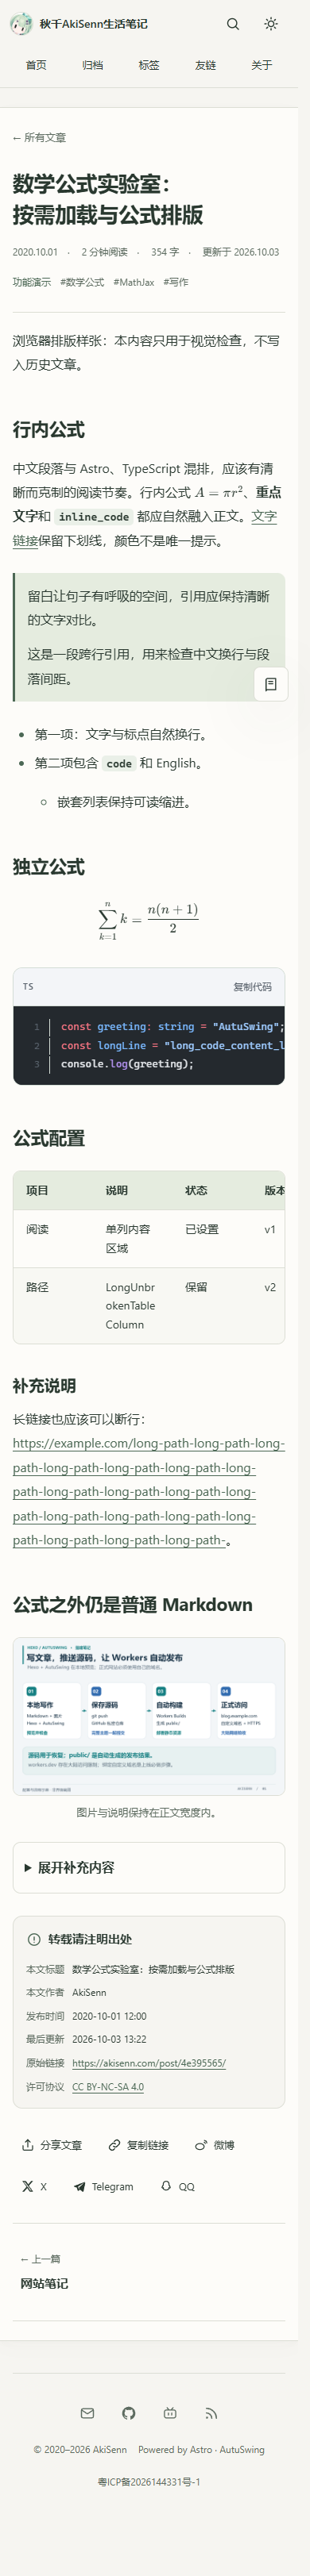 秋千AkiSenn生活笔记
首页 归档 标签 友链 关于
← 所有文章
数学公式实验室：
按需加载与公式排版
2020.10.01 · 2 分钟阅读 · 354 字 · 更新于 2026.10.03
功能演示 #数学公式 #MathJax #写作
浏览器排版样张：本内容只用于视觉检查，不写
入历史文章。
行内公式
中文段落与 Astro、TypeScript 混排，应该有清
晰而克制的阅读节奏。行内公式 A = πr²、重点
文字和 inline_code 都应自然融入正文。文字
链接保留下划线，颜色不是唯一提示。
留白让句子有呼吸的空间，引用应保持清晰
的文字对比。
这是一段跨行引用，用来检查中文换行与段
落间距。
第一项：文字与标点自然换行。
第二项包含 code 和 English。
嵌套列表保持可读缩进。
独立公式
∑_{k=1}^{n} k = n(n + 1)/2
TS 复制代码
1 const greeting: string = "AutuSwing";
2 const longLine = "long_code_content_l
3 console.log(greeting);
公式配置
项目 说明 状态 版本
阅读 单列内容 已设置 v1
区域
路径 LongUnbr 保留 v2
okenTable
Column
补充说明
长链接也应该可以断行：
https://example.com/long-path-long-path-long-
path-long-path-long-path-long-path-long-
path-long-path-long-path-long-path-long-
path-long-path-long-path-long-path-long-
path-long-path-long-path-long-path-。
公式之外仍是普通 Markdown
写文章，推送源码，让 Workers 自动发布
01 02 03 04
本地写作 保存源码 自动构建 正式访问
图片与说明保持在正文宽度内。
▶ 展开补充内容
转载请注明出处
本文标题 数学公式实验室：按需加载与公式排版
本文作者 AkiSenn
发布时间 2020-10-01 12:00
最后更新 2026-10-03 13:22
原始链接 https://akisenn.com/post/4e395565/
许可协议 CC BY-NC-SA 4.0
分享文章 复制链接 微博
X Telegram QQ
← 上一篇
网站笔记
© 2020–2026 AkiSenn Powered by Astro · AutuSwing
粤ICP备2026144331号-1